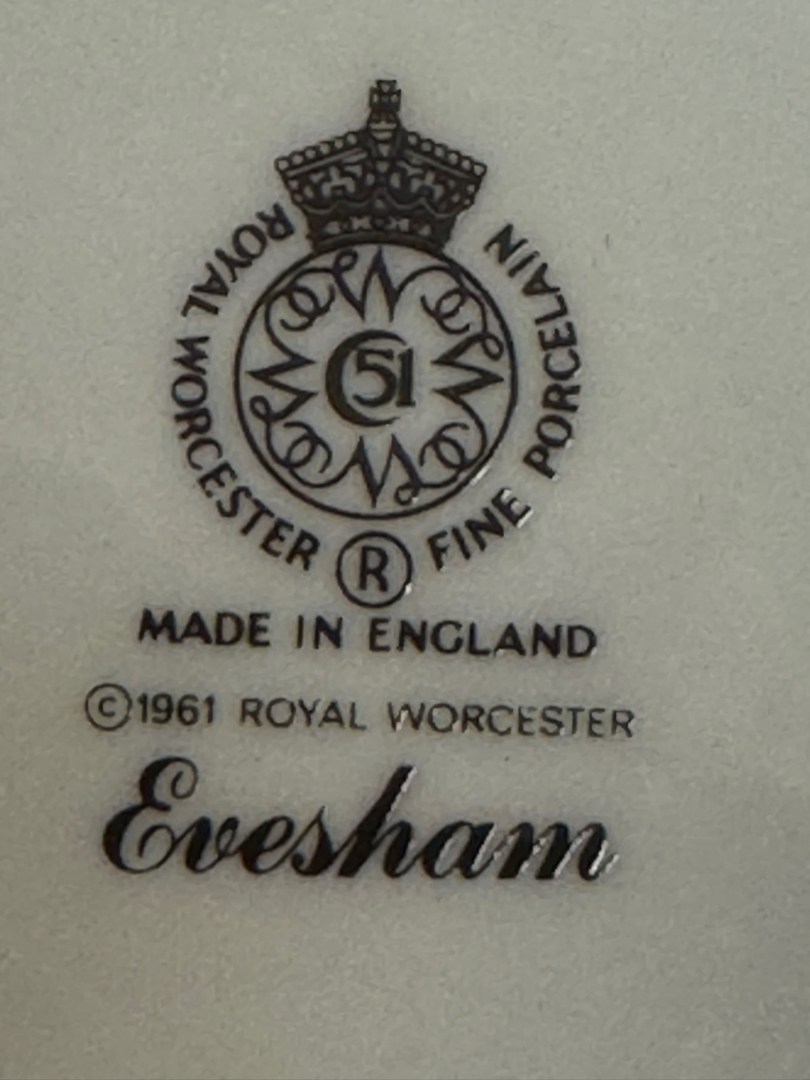 ROYAL WORCESTER ® FINE PORCELAIN
C51
MADE IN ENGLAND
©1961 ROYAL WORCESTER
Evesham